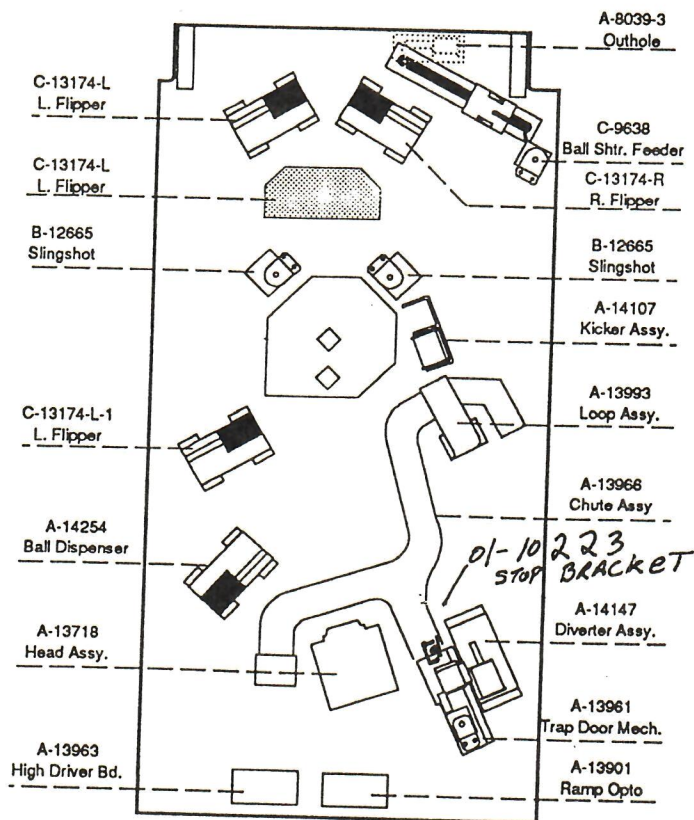 A-8039-3
Outhole
C-13174-L
L. Flipper
C-9638
Ball Shtr. Feeder
C-13174-L
L. Flipper
C-13174-R
R. Flipper
B-12665
Slingshot
B-12665
Slingshot
A-14107
Kicker Assy.
A-13993
Loop Assy.
C-13174-L-1
L. Flipper
A-13966
Chute Assy
A-14254
Ball Dispenser
01-10223
STOP BRACKET
A-14147
Diverter Assy.
A-13718
Head Assy.
A-13961
Trap Door Mech.
A-13963
High Driver Bd.
A-13901
Ramp Opto